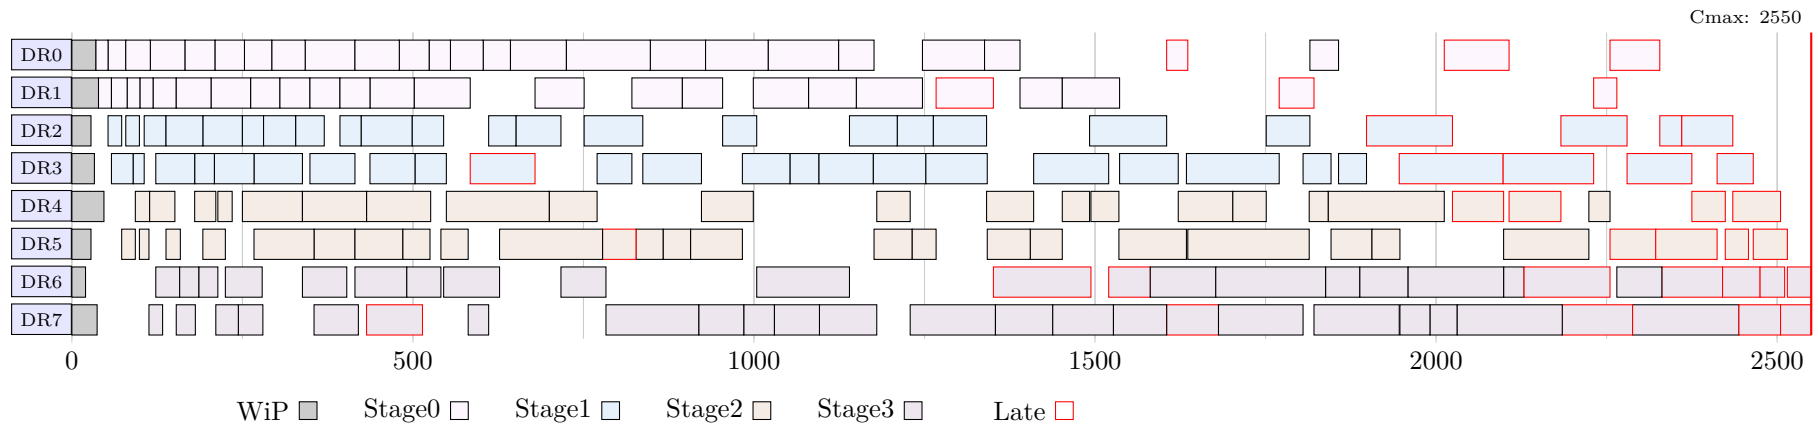 Cmax: 2550
DR0
DR1
DR2
DR3
DR4
DR5
DR6
DR7
0 500 1000 1500 2000 2500
WiP Stage0 Stage1 Stage2 Stage3 Late